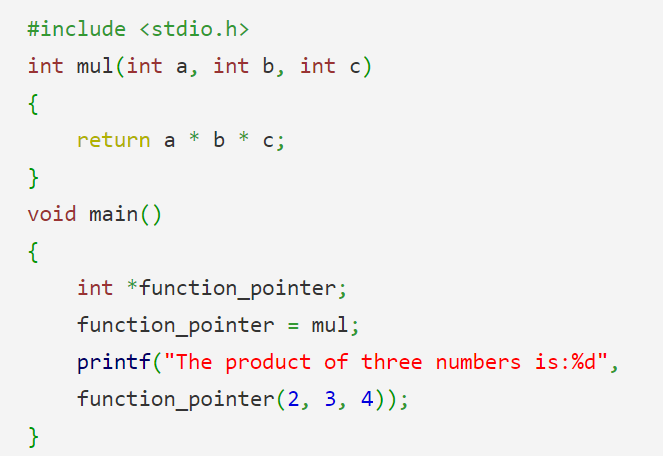 #include <stdio.h>
int mul(int a, int b, int c)
{
    return a * b * c;
}
void main()
{
    int *function_pointer;
    function_pointer = mul;
    printf("The product of three numbers is:%d",
    function_pointer(2, 3, 4));
}